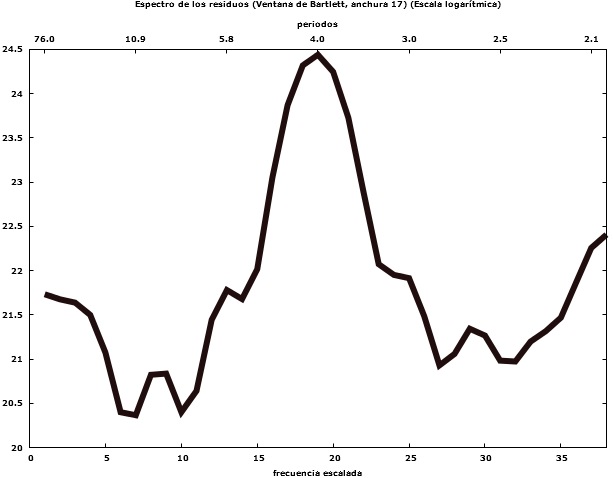 Espectro de los residuos (Ventana de Bartlett, anchura 17) (Escala logarítmica)
periodos
76.0 10.9 5.8 4.0 3.0 2.5 2.1
24.5
24
23.5
23
22.5
22
21.5
21
20.5
20
0 5 10 15 20 25 30 35
frecuencia escalada